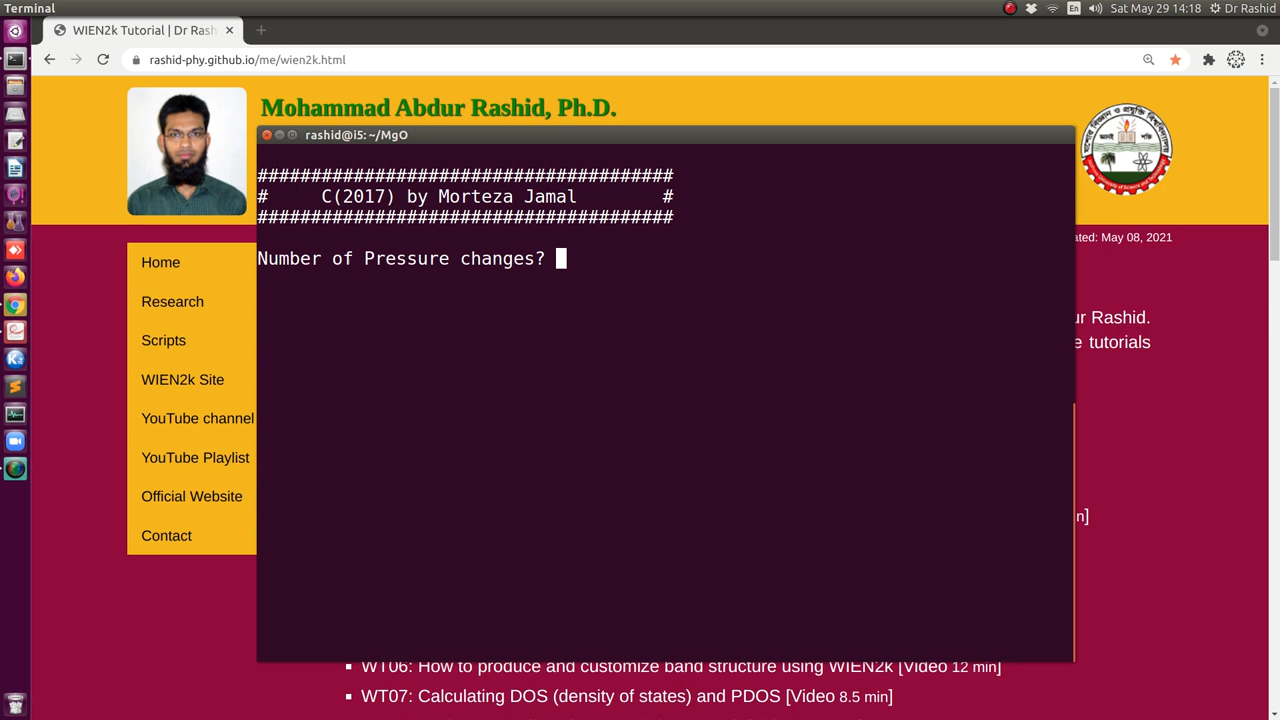 Terminal
En
Sat May 29 14:18
Dr Rashid
WIEN2k Tutorial | Dr Rash
rashid-phy.github.io/me/wien2k.html
Mohammad Abdur Rashid, Ph.D.
rashid@i5: ~/MgO
#######################################
# C(2017) by Morteza Jamal #
#######################################
Number of Pressure changes?
ated: May 08, 2021
Home
Research
Scripts
WIEN2k Site
YouTube channel
YouTube Playlist
Official Website
Contact
ur Rashid.
e tutorials
n]
WT06: How to produce and customize band structure using WIEN2k [Video 12 min]
WT07: Calculating DOS (density of states) and PDOS [Video 8.5 min]